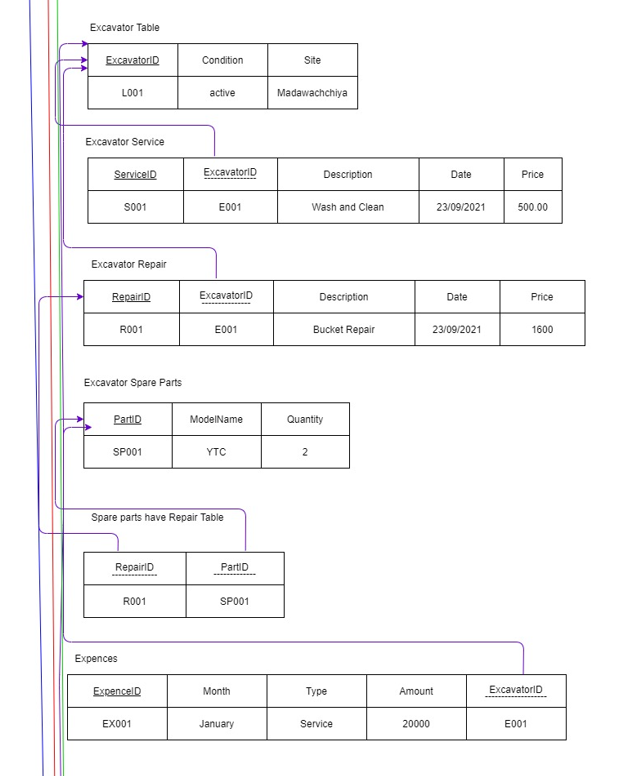 Excavator Table
ExcavatorID Condition Site
L001 active Madawachchiya
Excavator Service
ServiceID ExcavatorID Description Date Price
S001 E001 Wash and Clean 23/09/2021 500.00
Excavator Repair
RepairID ExcavatorID Description Date Price
R001 E001 Bucket Repair 23/09/2021 1600
Excavator Spare Parts
PartID ModelName Quantity
SP001 YTC 2
Spare parts have Repair Table
RepairID PartID
R001 SP001
Expences
ExpenceID Month Type Amount ExcavatorID
EX001 January Service 20000 E001